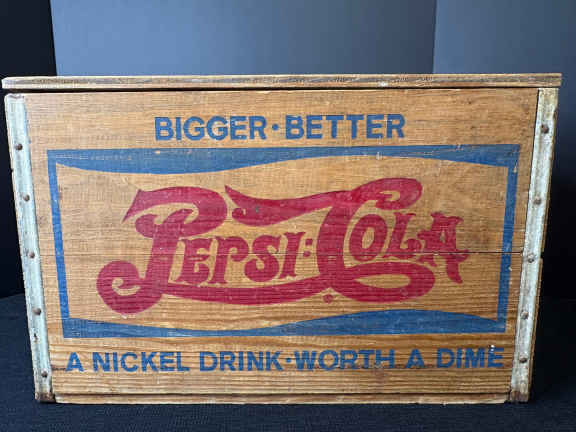 BIGGER·BETTER
PEPSI:COLA
A NICKEL DRINK·WORTH A DIME